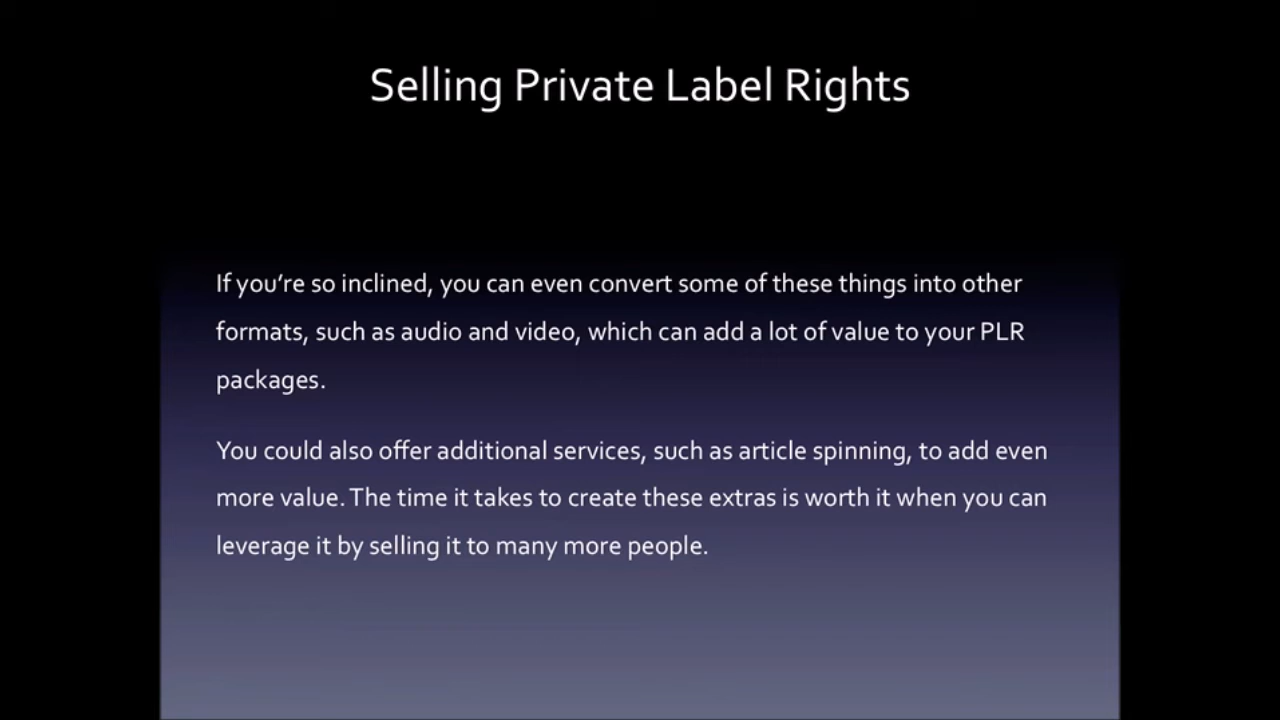 Selling Private Label Rights
If you’re so inclined, you can even convert some of these things into other
formats, such as audio and video, which can add a lot of value to your PLR
packages.
You could also offer additional services, such as article spinning, to add even
more value. The time it takes to create these extras is worth it when you can
leverage it by selling it to many more people.